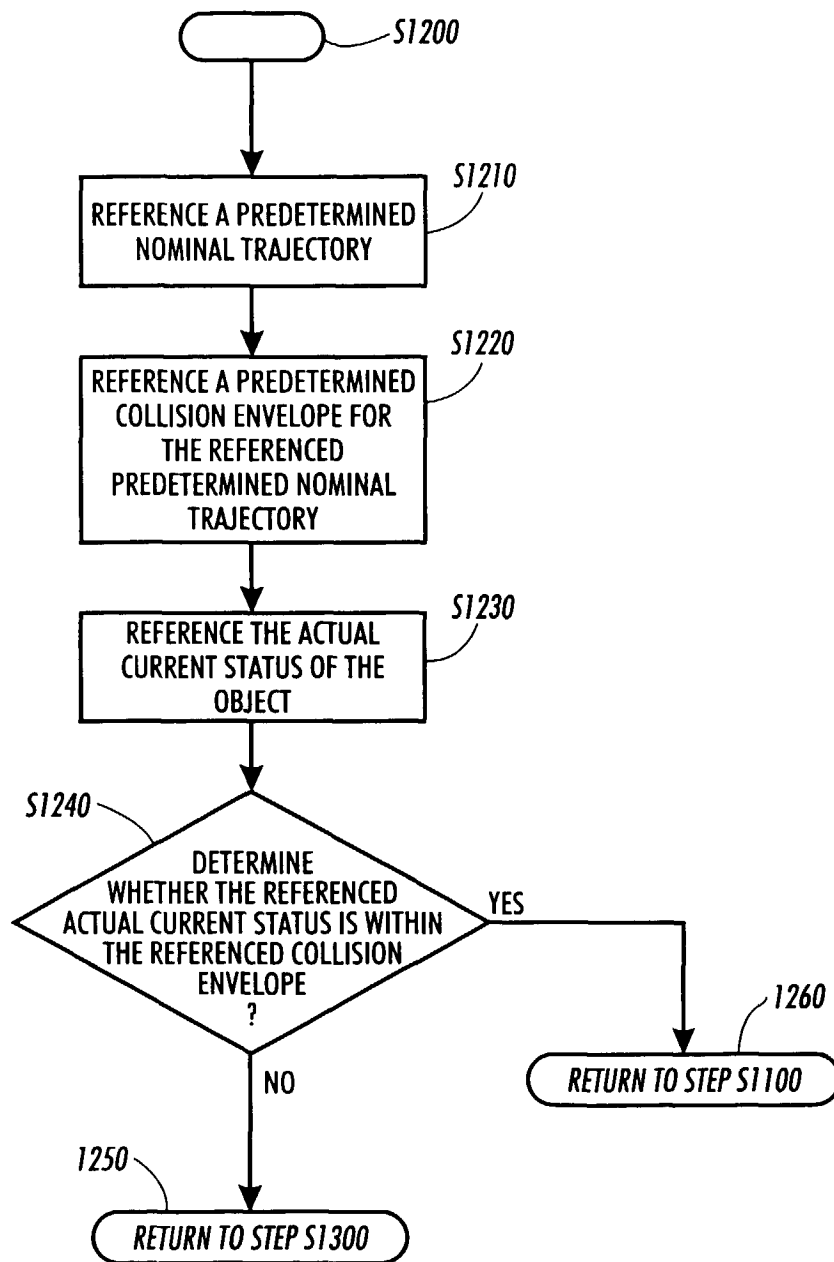 S1200
S1210
REFERENCE A PREDETERMINED
NOMINAL TRAJECTORY
S1220
REFERENCE A PREDETERMINED
COLLISION ENVELOPE FOR
THE REFERENCED
PREDETERMINED NOMINAL
TRAJECTORY
S1230
REFERENCE THE ACTUAL
CURRENT STATUS OF THE
OBJECT
S1240
DETERMINE
WHETHER THE REFERENCED
ACTUAL CURRENT STATUS IS WITHIN
THE REFERENCED COLLISION
ENVELOPE
?
YES
1260
RETURN TO STEP S1100
NO
1250
RETURN TO STEP S1300